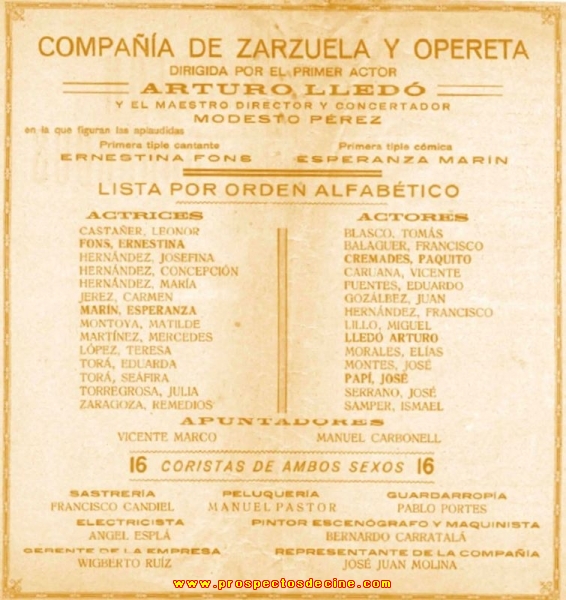 COMPAÑÍA DE ZARZUELA Y OPERETA
DIRIGIDA POR EL PRIMER ACTOR
ARTURO LLEDÓ
Y EL MAESTRO DIRECTOR Y CONCERTADOR
MODESTO PÉREZ
en la que figuran las aplaudidas
Primera tiple cantante
ERNESTINA FONS
Primera tiple cómica
ESPERANZA MARÍN
LISTA POR ORDEÑ ALFABÉTICO
ACTRICES
CASTAÑER, LEONOR
FONS, ERNESTINA
HERNÁNDEZ, JOSEFINA
HERNÁNDEZ, CONCEPCIÓN
HERNÁNDEZ, MARÍA
JEREZ, CARMEN
MARÍN, ESPERANZA
MONTOYA, MATILDE
MARTÍNEZ, MERCEDES
LÓPEZ, TERESA
TORÁ, EDUARDA
TORÁ, SEÁFIRA
TORREGROSA, JULIA
ZARAGOZA, REMEDIOS
ACTORES
BLASCO, TOMÁS
BALAGUER, FRANCISCO
CREMADES, PAQUITO
CARUANA, VICENTE
FUENTES, EDUARDO
GOZÁLBEZ, JUAN
HERNÁNDEZ, FRANCISCO
LILLO, MIGUEL
LLEDÓ ARTURO
MORALES, ELÍAS
MONTES, JOSÉ
PAPÍ, JOSÉ
SERRANO, JOSÉ
SAMPER, ISMAEL
APUNTADORES
VICENTE MARCO
MANUEL CARBONELL
16 CORISTAS DE AMBOS SEXOS 16
SASTRERÍA
FRANCISCO CANDIEL
PELUQUERÍA
MANUEL PASTOR
GUARDARROPÍA
PABLO PORTES
ELECTRICISTA
ANGEL ESPLÁ
PINTOR ESCENÓGRAFO Y MAQUINISTA
BERNARDO CARRATALÁ
GERENTE DE LA EMPRESA
WIGBERTO RUÍZ
REPRESENTANTE DE LA COMPAÑÍA
JOSÉ JUAN MOLINA
www.prospectosdecine.com